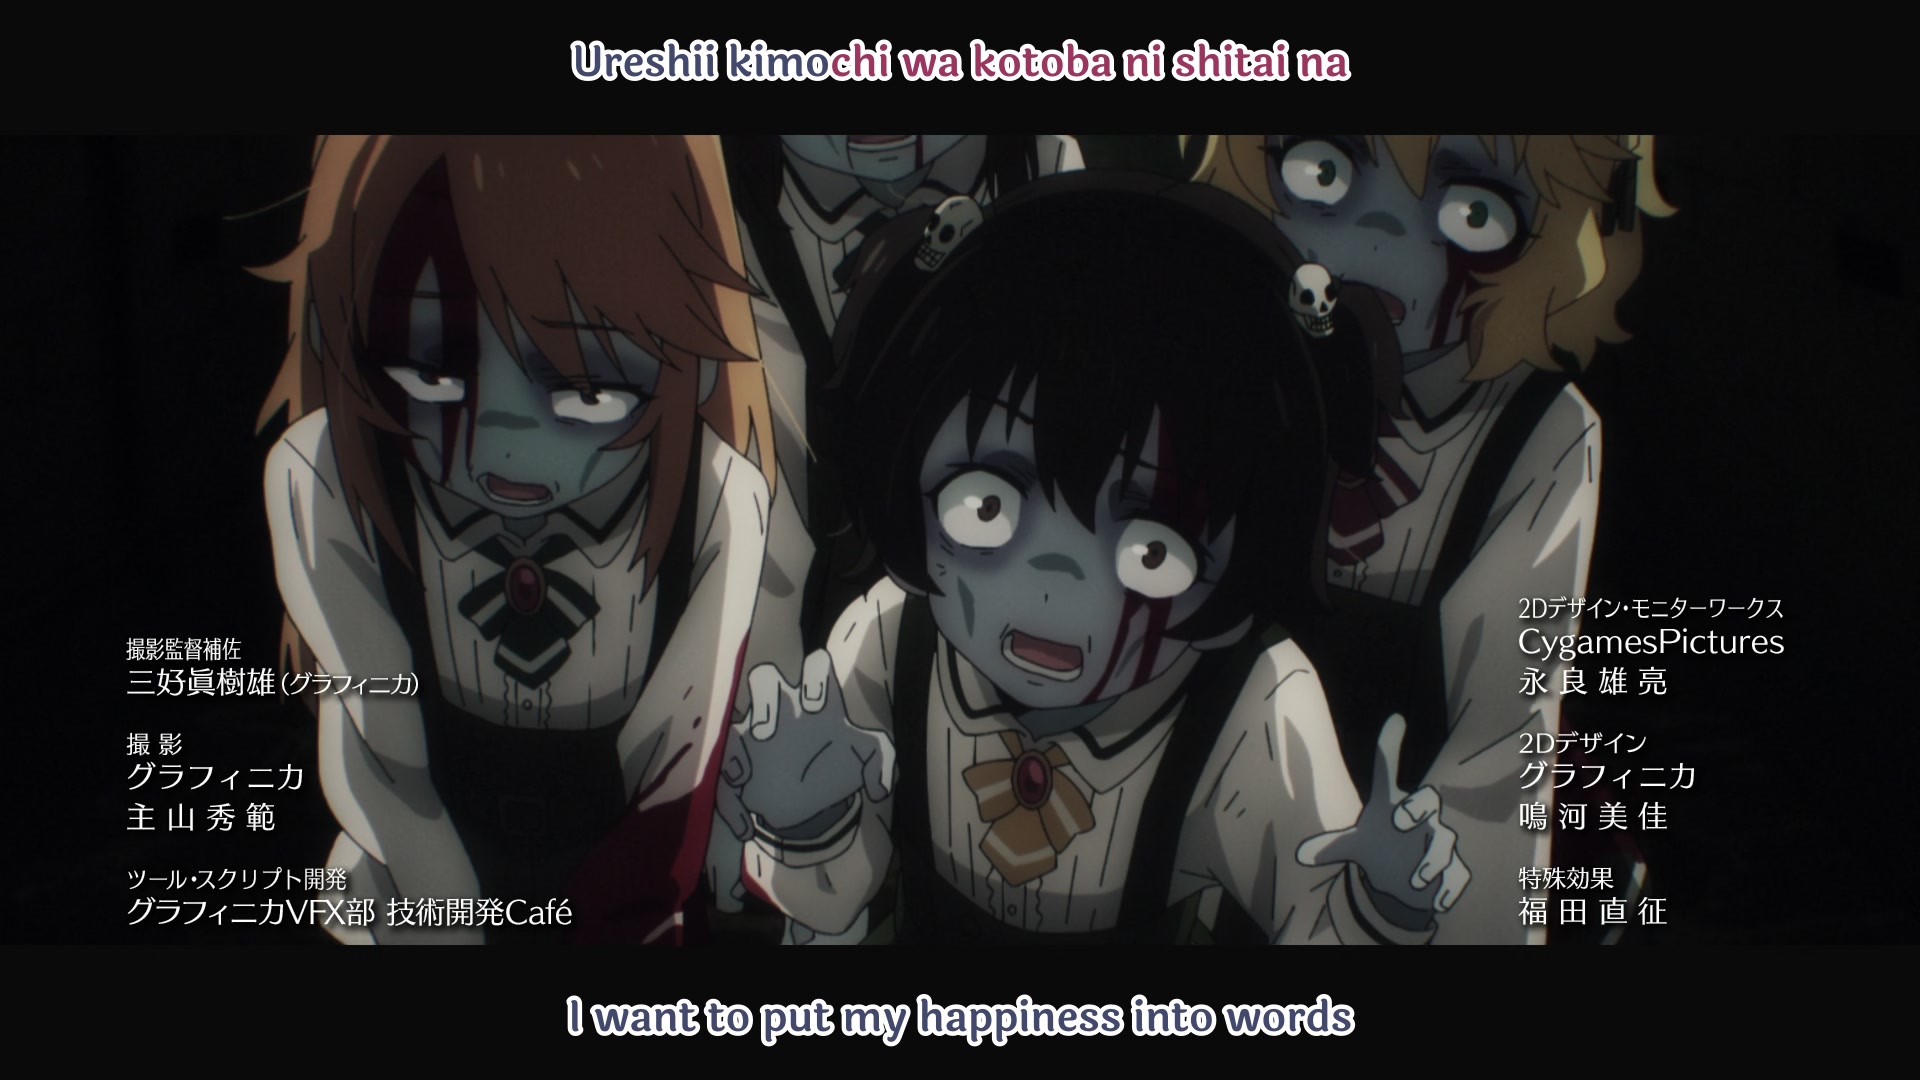 Ureshii kimochi wa kotoba ni shitai na
撮影監督補佐
三好眞樹雄(グラフィニカ)
撮影
グラフィニカ
主山秀範
ツール・スクリプト開発
グラフィニカVFX部 技術開発Café
2Dデザイン・モニターワークス
CygamesPictures
永良雄亮
2Dデザイン
グラフィニカ
鳴河美佳
特殊効果
福田直征
I want to put my happiness into words